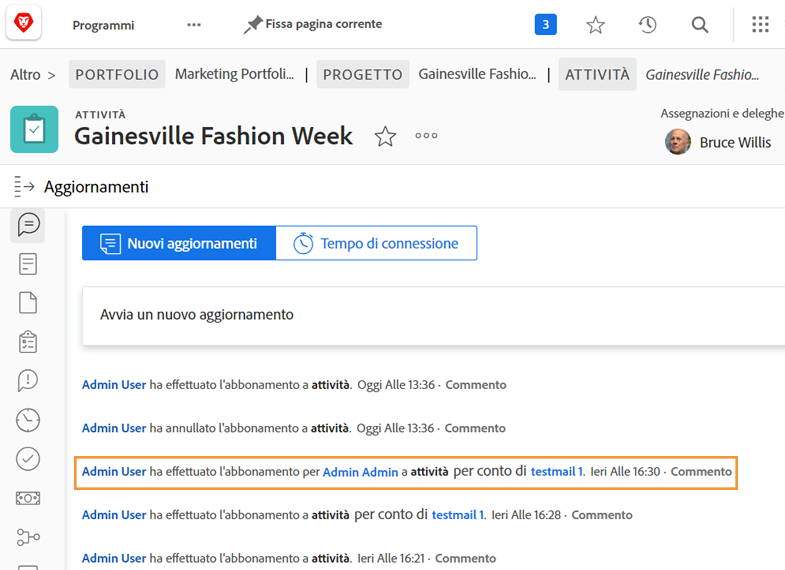 Programmi ••• Fissa pagina corrente 3
Altro > PORTFOLIO Marketing Portfoli... | PROGETTO Gainesville Fashio... | ATTIVITÀ Gainesville Fashio...
ATTIVITÀ
Gainesville Fashion Week
Assegnazioni e deleghe
Bruce Willis
Aggiornamenti
Nuovi aggiornamenti Tempo di connessione
Avvia un nuovo aggiornamento
Admin User ha effettuato l'abbonamento a attività. Oggi Alle 13:36 · Commento
Admin User ha annullato l'abbonamento a attività. Oggi Alle 13:36 · Commento
Admin User ha effettuato l'abbonamento per Admin Admin a attività per conto di testmail 1. Ieri Alle 16:30 · Commento
Admin User ha effettuato l'abbonamento a attività per conto di testmail 1. Ieri Alle 16:28 · Commento
Admin User ha effettuato l'abbonamento a attività. Ieri Alle 16:21 · Commento